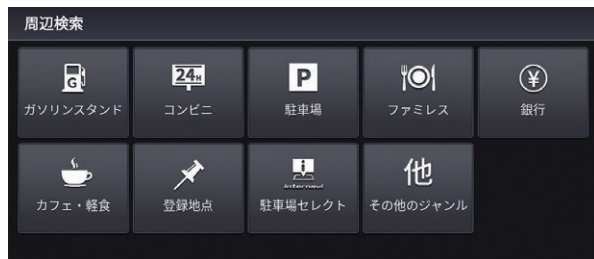 周辺検索
G
ガソリンスタンド
24H
コンビニ
P
駐車場
ファミレス
¥
銀行
カフェ・軽食
登録地点
i
internavi
駐車場セレクト
他
その他のジャンル